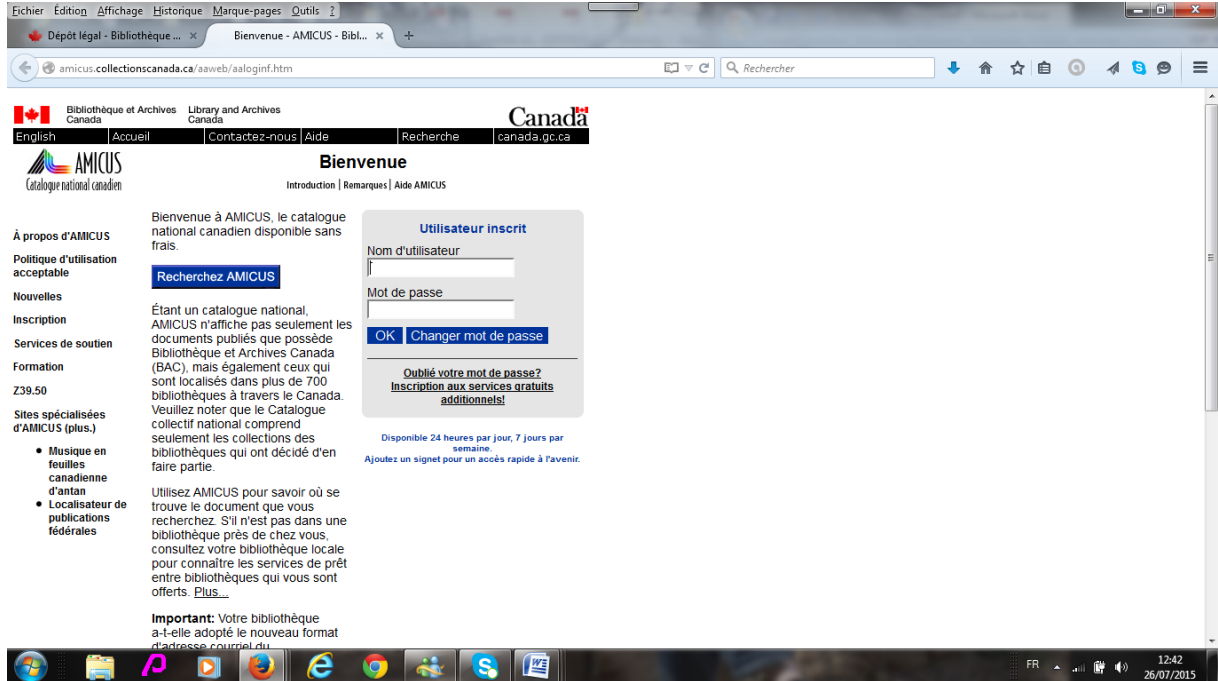 Fichier Édition Affichage Historique Marque-pages Outils ?
Dépôt légal - Bibliothèque ... ×
Bienvenue - AMICUS - Bibl... × +
amicus.collectionscanada.ca/aaweb/aaloginf.htm
Rechercher
Bibliothèque et Archives Canada
Library and Archives Canada
Canada
English Accueil Contactez-nous Aide Recherche canada.gc.ca
AMICUS
Catalogue national canadien
Bienvenue
Introduction | Remarques | Aide AMICUS
À propos d'AMICUS
Politique d'utilisation
acceptable
Nouvelles
Inscription
Services de soutien
Formation
Z39.50
Sites spécialisées
d'AMICUS (plus.)
• Musique en
feuilles
canadienne
d'antan
• Localisateur de
publications
fédérales
Bienvenue à AMICUS, le catalogue
national canadien disponible sans
frais.
Recherchez AMICUS
Étant un catalogue national,
AMICUS n'affiche pas seulement les
documents publiés que possède
Bibliothèque et Archives Canada
(BAC), mais également ceux qui
sont localisés dans plus de 700
bibliothèques à travers le Canada.
Veuillez noter que le Catalogue
collectif national comprend
seulement les collections des
bibliothèques qui ont décidé d'en
faire partie.
Utilisez AMICUS pour savoir où se
trouve le document que vous
recherchez. S'il n'est pas dans une
bibliothèque près de chez vous,
consultez votre bibliothèque locale
pour connaître les services de prêt
entre bibliothèques qui vous sont
offerts. Plus...
Important: Votre bibliothèque
a-t-elle adopté le nouveau format
d'adresse courriel du
Utilisateur inscrit
Nom d'utilisateur
Mot de passe
OK Changer mot de passe
Oublié votre mot de passe?
Inscription aux services gratuits
additionnels!
Disponible 24 heures par jour, 7 jours par
semaine.
Ajoutez un signet pour un accès rapide à l'avenir.
FR
12:42
26/07/2015